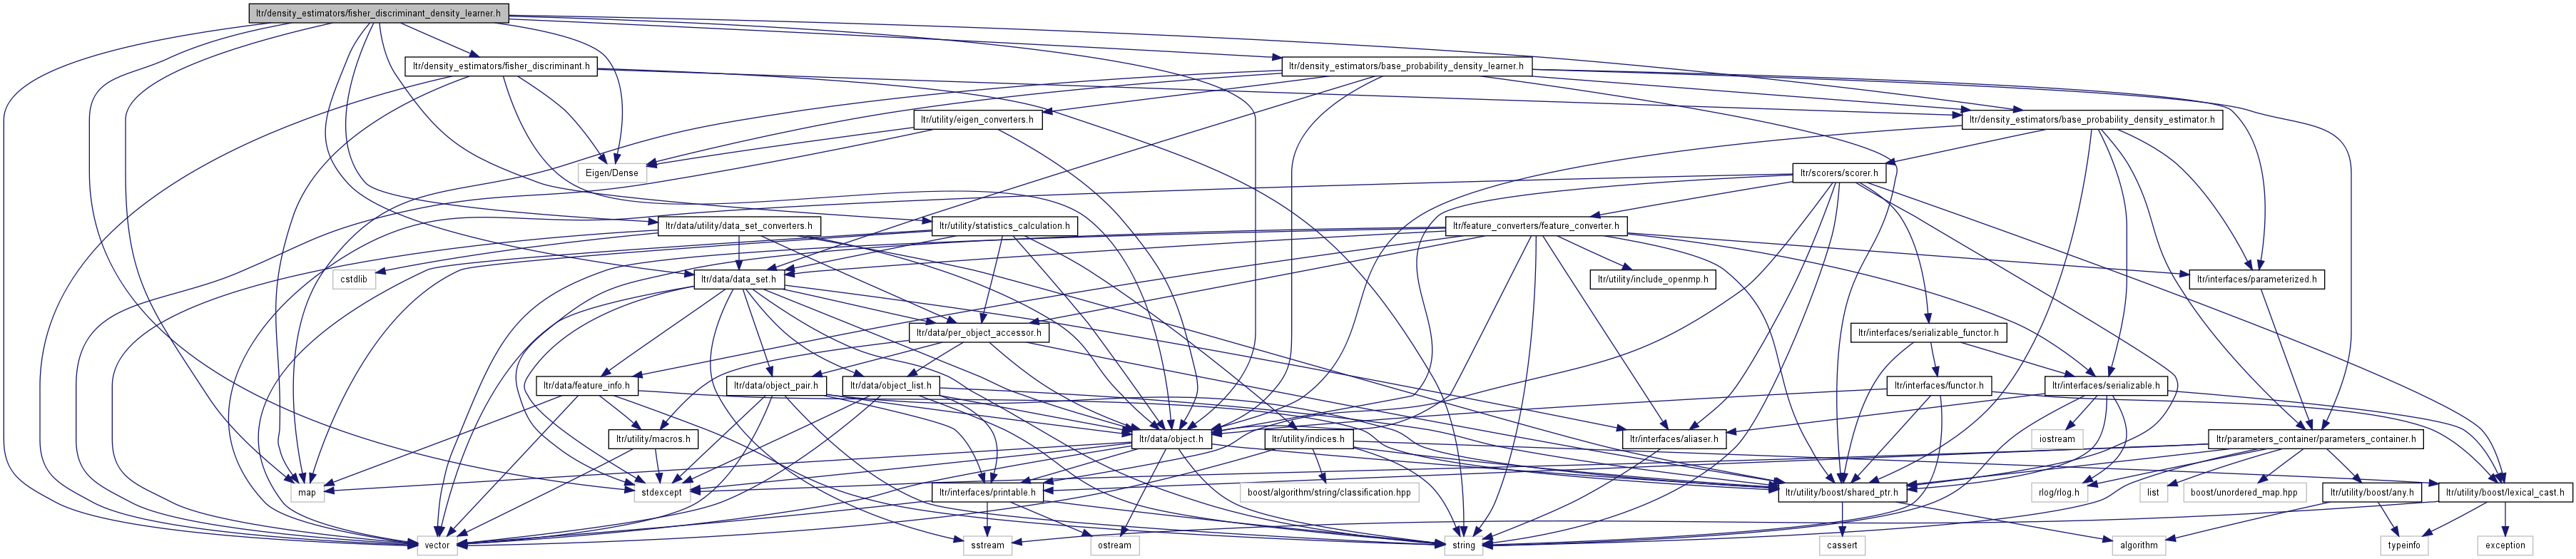 ltr/density_estimators/fisher_discriminant_density_learner.h
ltr/density_estimators/fisher_discriminant.h
ltr/density_estimators/base_probability_density_learner.h
ltr/utility/eigen_converters.h
ltr/density_estimators/base_probability_density_estimator.h
Eigen/Dense
ltr/scorers/scorer.h
ltr/data/utility/data_set_converters.h
ltr/utility/statistics_calculation.h
ltr/feature_converters/feature_converter.h
cstdlib
ltr/data/data_set.h
ltr/utility/include_openmp.h
ltr/interfaces/parameterized.h
ltr/data/per_object_accessor.h
ltr/interfaces/serializable_functor.h
ltr/data/feature_info.h
ltr/data/object_pair.h
ltr/data/object_list.h
ltr/interfaces/functor.h
ltr/interfaces/serializable.h
ltr/utility/macros.h
ltr/data/object.h
ltr/utility/indices.h
ltr/interfaces/aliaser.h
iostream
ltr/parameters_container/parameters_container.h
map
stdexcept
ltr/interfaces/printable.h
boost/algorithm/string/classification.hpp
ltr/utility/boost/shared_ptr.h
rlog/rlog.h
list
boost/unordered_map.hpp
ltr/utility/boost/any.h
ltr/utility/boost/lexical_cast.h
vector
sstream
ostream
string
cassert
algorithm
typeinfo
exception